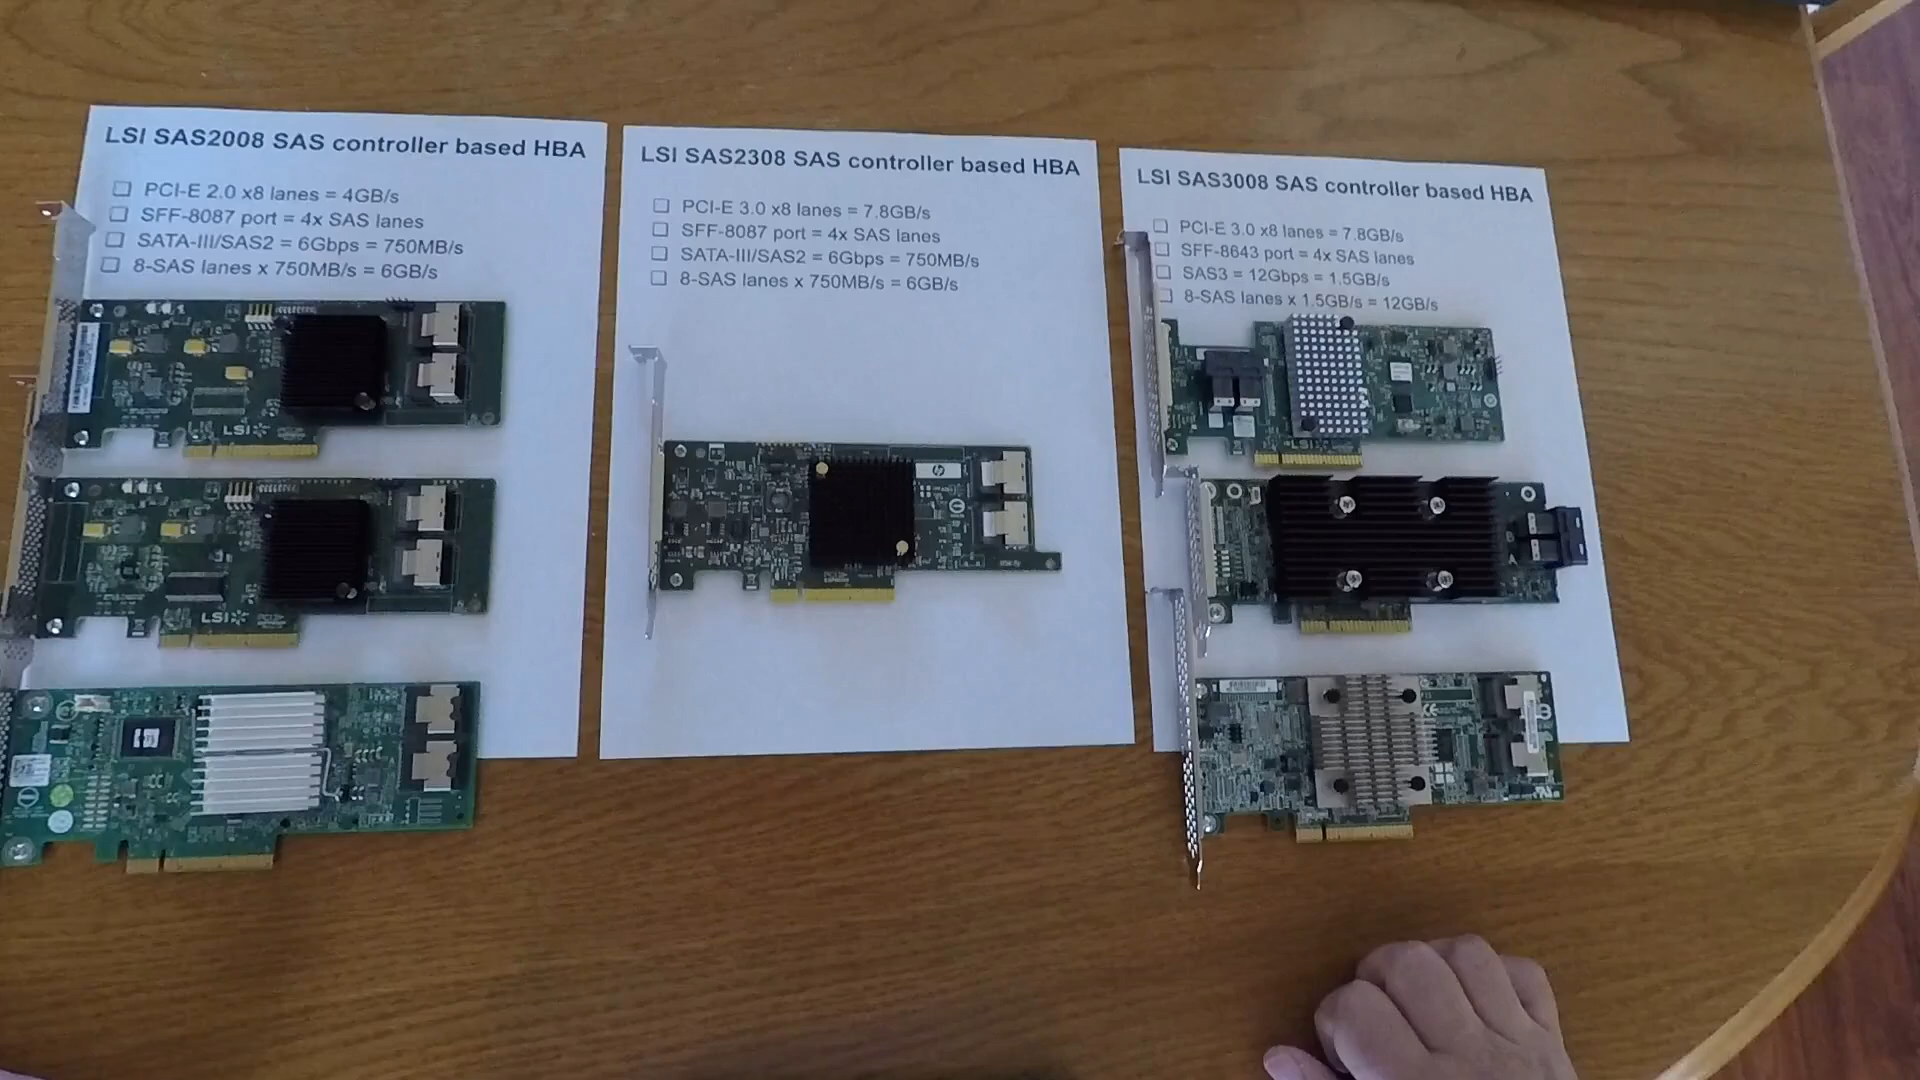 LSI SAS2008 SAS controller based HBA
PCI-E 2.0 x8 lanes = 4GB/s
SFF-8087 port = 4x SAS lanes
SATA-III/SAS2 = 6Gbps = 750MB/s
8-SAS lanes x 750MB/s = 6GB/s
LSI
LSI
LSI SAS2308 SAS controller based HBA
PCI-E 3.0 x8 lanes = 7.8GB/s
SFF-8087 port = 4x SAS lanes
SATA-III/SAS2 = 6Gbps = 750MB/s
8-SAS lanes x 750MB/s = 6GB/s
hp
LSI SAS3008 SAS controller based HBA
PCI-E 3.0 x8 lanes = 7.8GB/s
SFF-8643 port = 4x SAS lanes
SAS3 = 12Gbps = 1.5GB/s
8-SAS lanes x 1.5GB/s = 12GB/s
LSI
CE